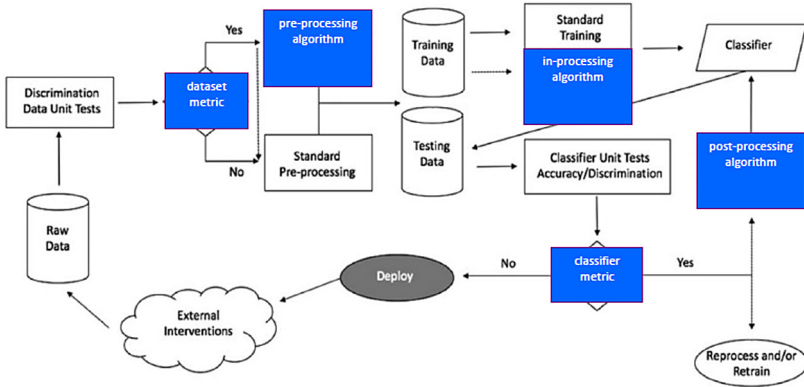 Yes
pre-processing
algorithm
Training
Data
Standard
Training
in-processing
algorithm
Classifier
Discrimination
Data Unit Tests
dataset
metric
No
Standard
Pre-processing
Testing
Data
Classifier Unit Tests
Accuracy/Discrimination
post-processing
algorithm
Raw
Data
External
Interventions
Deploy
No
classifier
metric
Yes
Reprocess and/or
Retrain